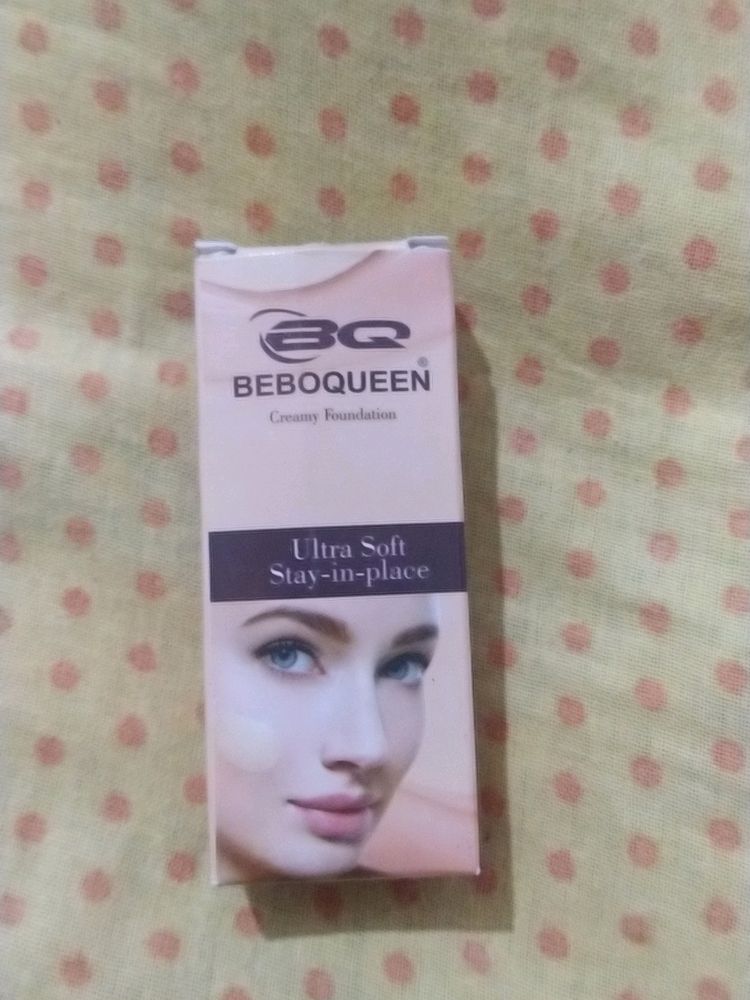 BQ
BEBOQUEEN®
Creamy Foundation
Ultra Soft
Stay-in-place